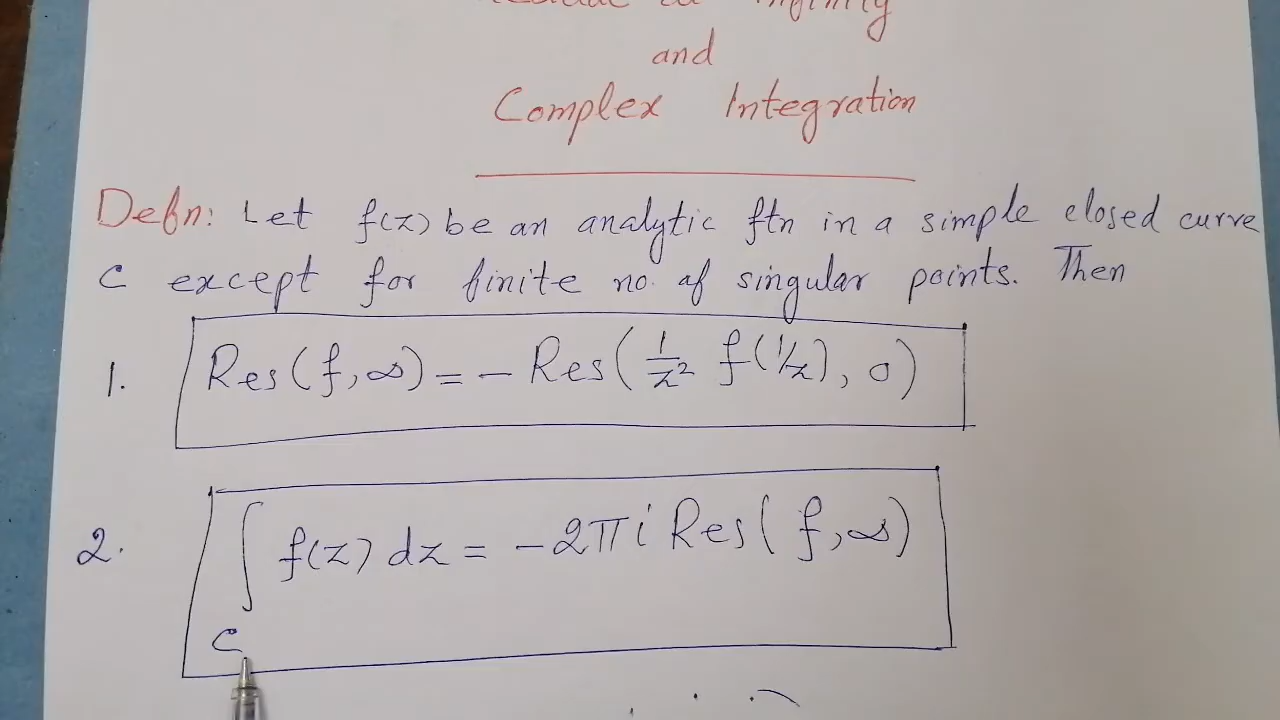 infinity
and
Complex Integration
Defn: Let f(z) be an analytic ftn in a simple closed curve
C except for finite no. of singular points. Then
1. Res(f,∞) = - Res(1/z² f(1/z), 0)
2. ∫ f(z) dz = -2πi Res(f,∞)
C